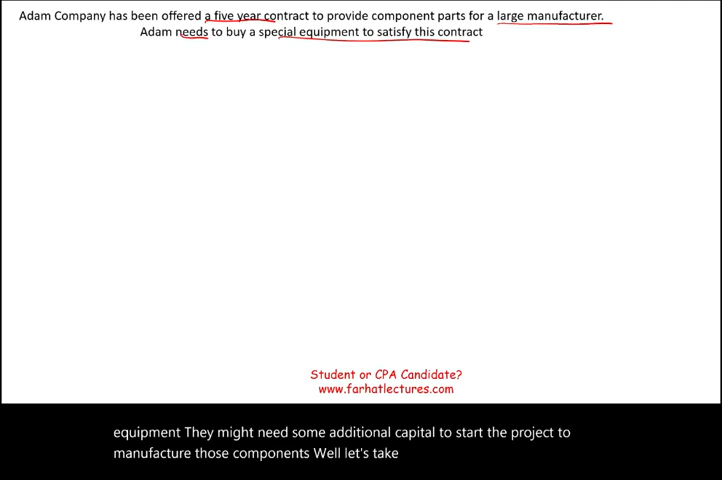 Adam Company has been offered a five year contract to provide component parts for a large manufacturer.
Adam needs to buy a special equipment to satisfy this contract
Student or CPA Candidate?
www.farhatlectures.com
equipment They might need some additional capital to start the project to
manufacture those components Well let's take